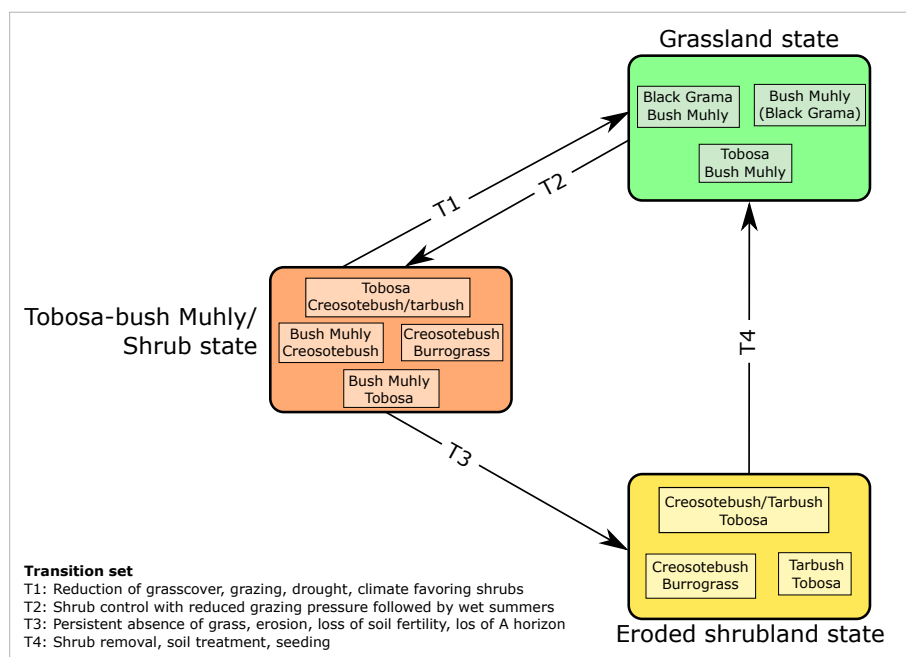 Grassland state
Black Grama
Bush Muhly
Bush Muhly
(Black Grama)
Tobosa
Bush Muhly
T1
T2
Tobosa-bush Muhly/
Shrub state
Tobosa
Creosotebush/tarbush
Bush Muhly
Creosotebush
Creosotebush
Burrograss
Bush Muhly
Tobosa
T4
T3
Creosotebush/Tarbush
Tobosa
Creosotebush
Burrograss
Tarbush
Tobosa
Eroded shrubland state
Transition set
T1: Reduction of grasscover, grazing, drought, climate favoring shrubs
T2: Shrub control with reduced grazing pressure followed by wet summers
T3: Persistent absence of grass, erosion, loss of soil fertility, los of A horizon
T4: Shrub removal, soil treatment, seeding